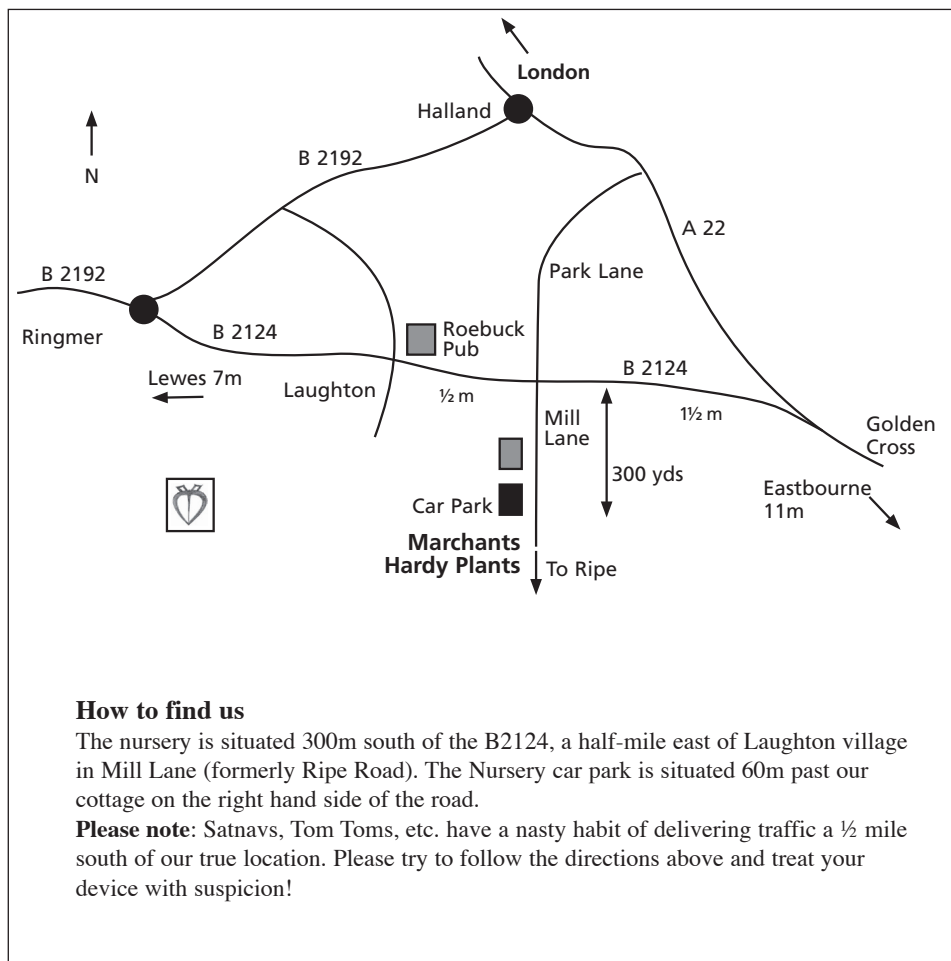 London
Halland
B 2192
N
A 22
Park Lane
B 2192
Ringmer
B 2124
Roebuck
Pub
Lewes 7m
Laughton
½ m
B 2124
1½ m
Golden
Cross
Mill
Lane
300 yds
Eastbourne
11m
Car Park
Marchants
Hardy Plants
To Ripe
How to find us
The nursery is situated 300m south of the B2124, a half-mile east of Laughton village
in Mill Lane (formerly Ripe Road). The Nursery car park is situated 60m past our
cottage on the right hand side of the road.
Please note: Satnavs, Tom Toms, etc. have a nasty habit of delivering traffic a ½ mile
south of our true location. Please try to follow the directions above and treat your
device with suspicion!